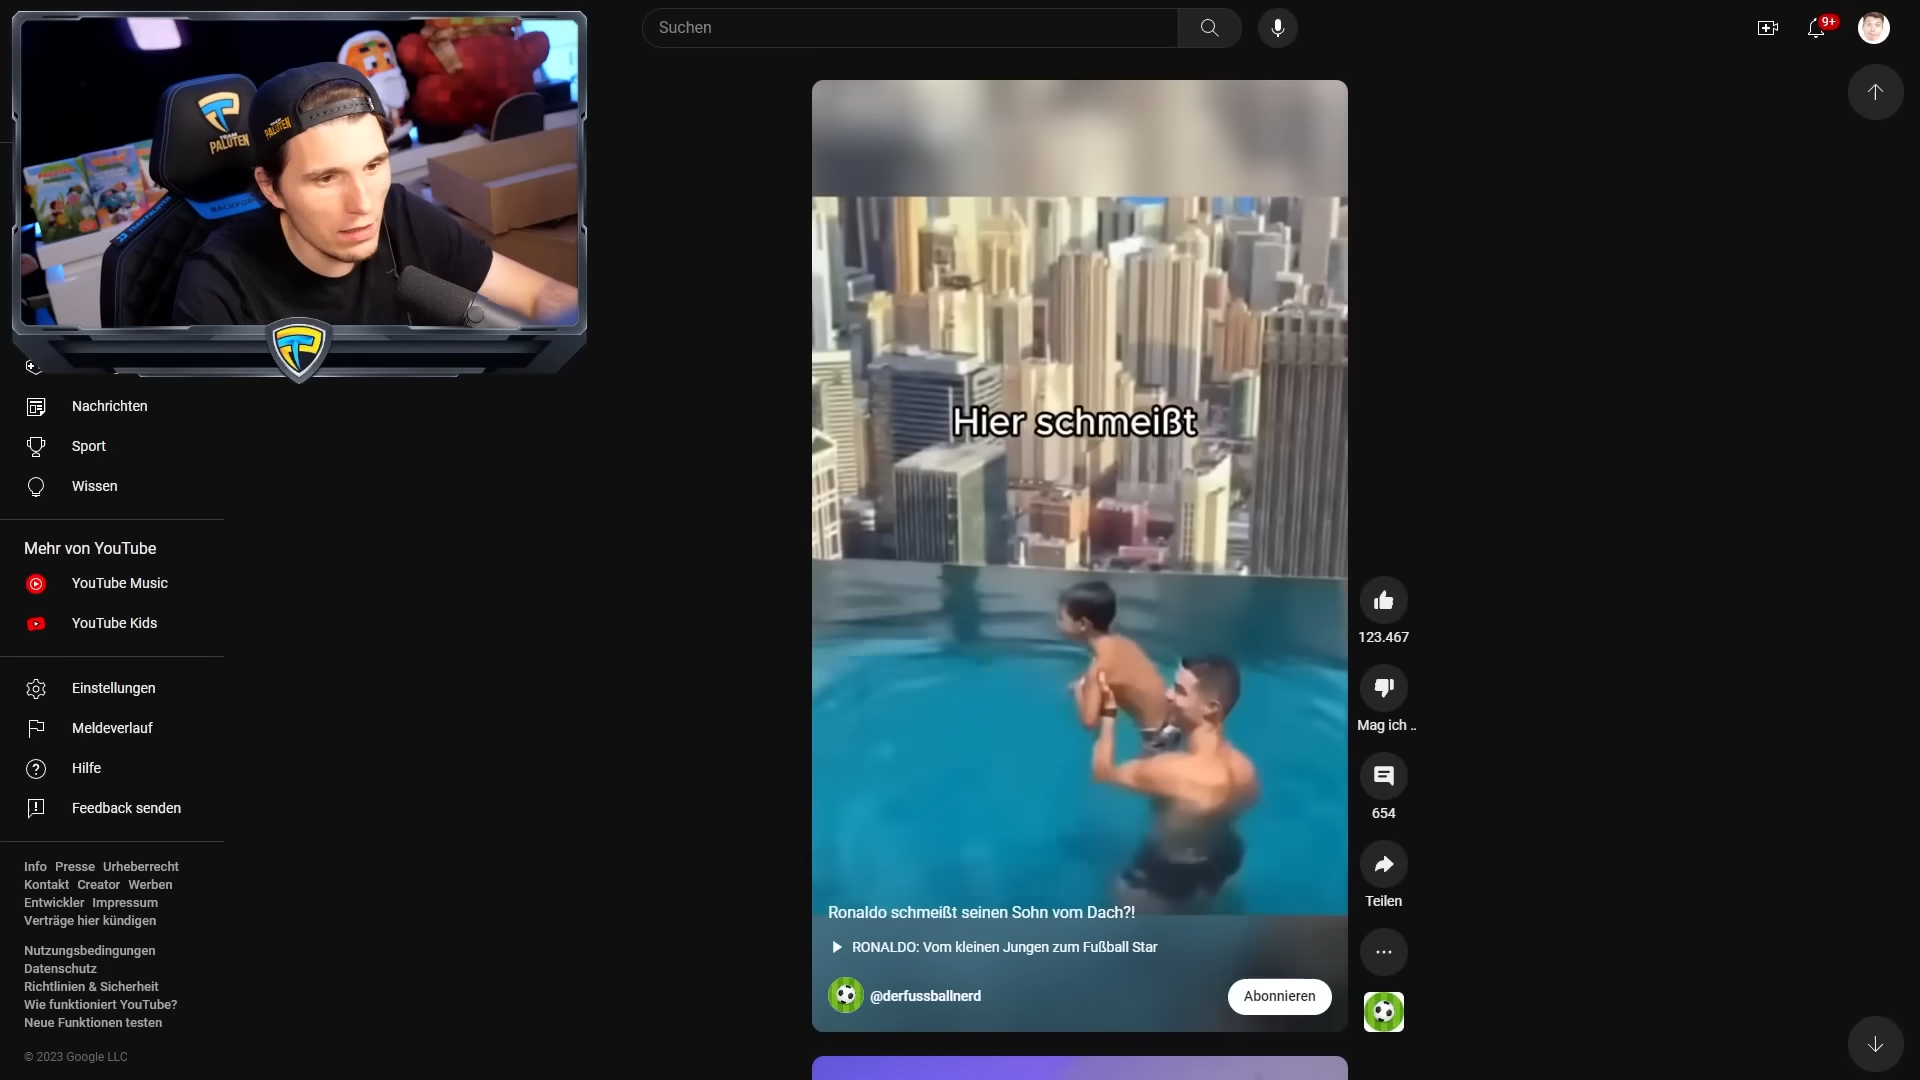 Suchen
9+
TEAM
PALUTEN
PALUTEN
Nachrichten
Sport
Wissen
Mehr von YouTube
YouTube Music
YouTube Kids
Einstellungen
Meldeverlauf
Hilfe
Feedback senden
Info Presse Urheberrecht
Kontakt Creator Werben
Entwickler Impressum
Verträge hier kündigen
Nutzungsbedingungen
Datenschutz
Richtlinien & Sicherheit
Wie funktioniert YouTube?
Neue Funktionen testen
© 2023 Google LLC
Hier schmeißt
Ronaldo schmeißt seinen Sohn vom Dach?!
RONALDO: Vom kleinen Jungen zum Fußball Star
@derfussballnerd
Abonnieren
123.467
Mag ich ..
654
Teilen